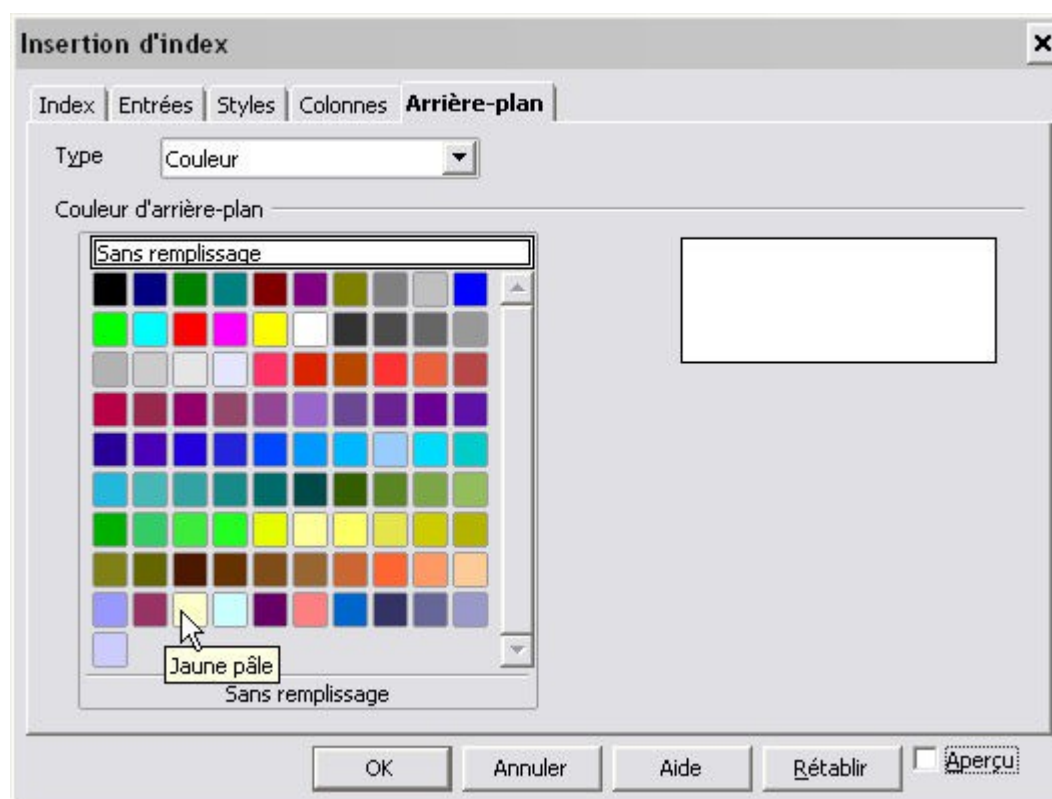 Insertion d'index
Index Entrées Styles Colonnes Arrière-plan
Type Couleur
Couleur d'arrière-plan
Sans remplissage
Jaune pâle
Sans remplissage
OK Annuler Aide Rétablir Aperçu